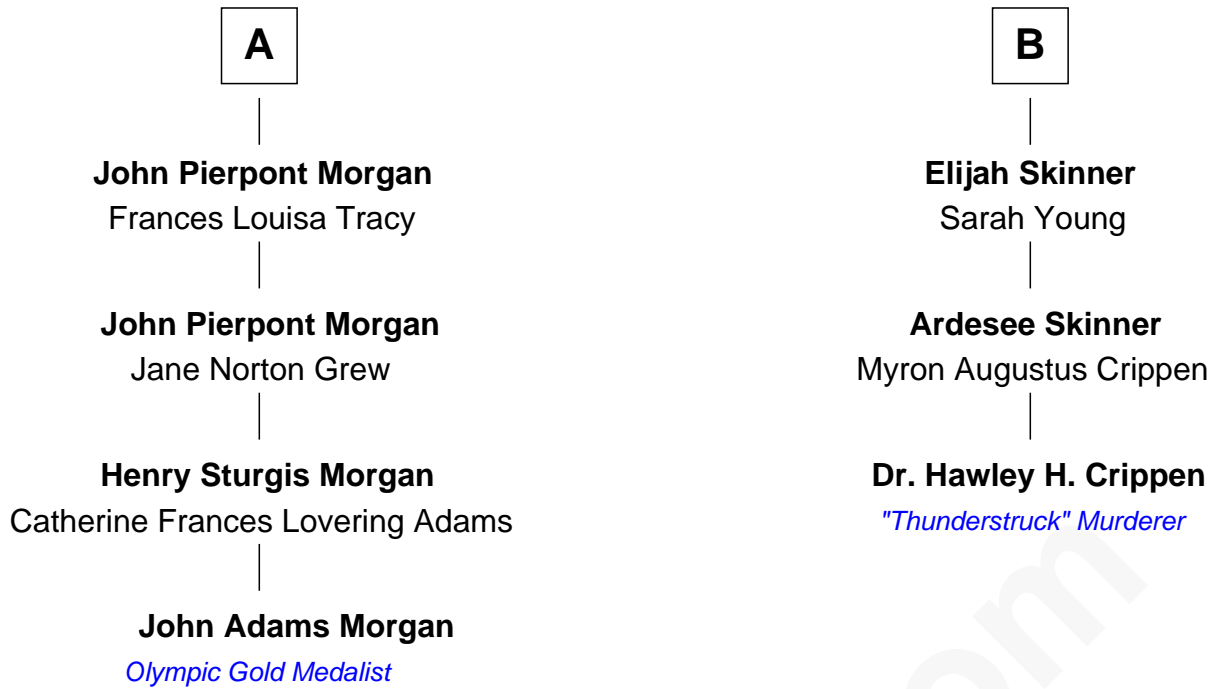 A
John Pierpont Morgan
Frances Louisa Tracy
John Pierpont Morgan
Jane Norton Grew
Henry Sturgis Morgan
Catherine Frances Lovering Adams
John Adams Morgan
Olympic Gold Medalist
B
Elijah Skinner
Sarah Young
Ardesee Skinner
Myron Augustus Crippen
Dr. Hawley H. Crippen
"Thunderstruck" Murderer
om